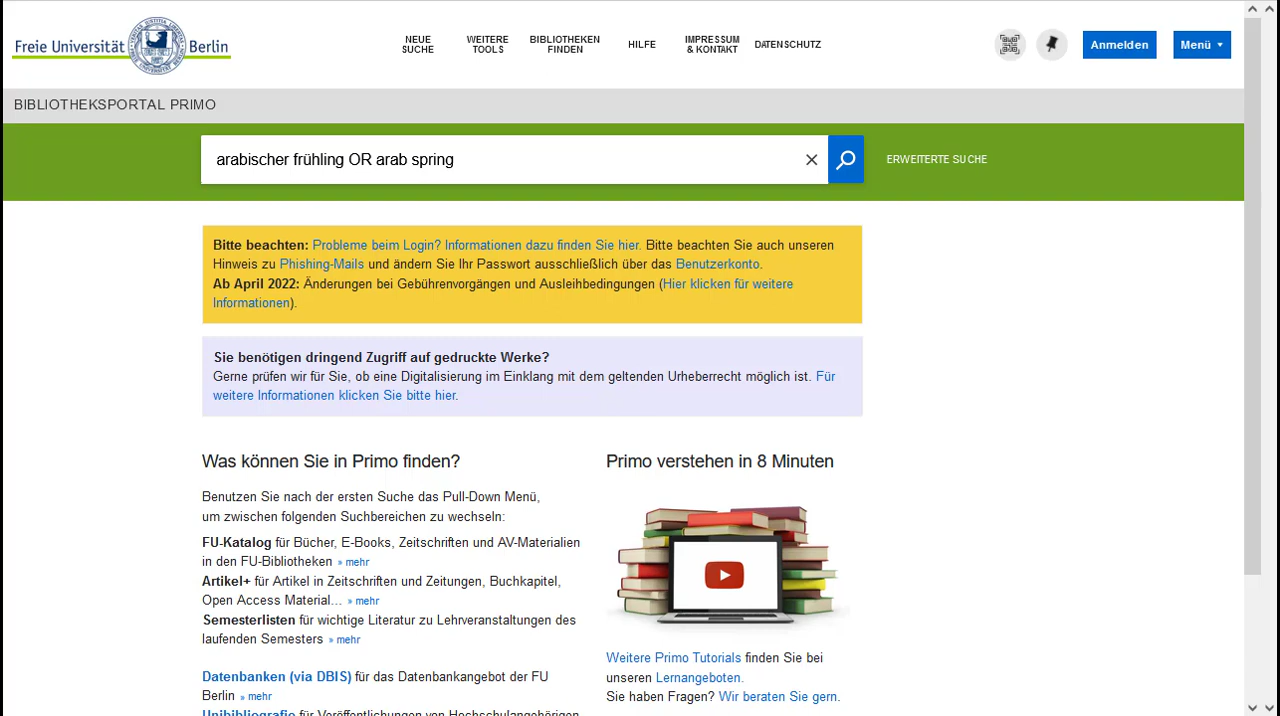 Freie Universität Berlin
NEUE SUCHE
WEITERE TOOLS
BIBLIOTHEKEN FINDEN
HILFE
IMPRESSUM & KONTAKT
DATENSCHUTZ
Anmelden
Menü
BIBLIOTHEKSPORTAL PRIMO
arabischer frühling OR arab spring
ERWEITERTE SUCHE
Bitte beachten: Probleme beim Login? Informationen dazu finden Sie hier. Bitte beachten Sie auch unseren
Hinweis zu Phishing-Mails und ändern Sie Ihr Passwort ausschließlich über das Benutzerkonto.
Ab April 2022: Änderungen bei Gebührenvorgängen und Ausleihbedingungen (Hier klicken für weitere
Informationen).
Sie benötigen dringend Zugriff auf gedruckte Werke?
Gerne prüfen wir für Sie, ob eine Digitalisierung im Einklang mit dem geltenden Urheberrecht möglich ist. Für
weitere Informationen klicken Sie bitte hier.
Was können Sie in Primo finden?
Benutzen Sie nach der ersten Suche das Pull-Down Menü,
um zwischen folgenden Suchbereichen zu wechseln:
FU-Katalog für Bücher, E-Books, Zeitschriften und AV-Materialien
in den FU-Bibliotheken » mehr
Artikel+ für Artikel in Zeitschriften und Zeitungen, Buchkapitel,
Open Access Material... » mehr
Semesterlisten für wichtige Literatur zu Lehrveranstaltungen des
laufenden Semesters » mehr
Datenbanken (via DBIS) für das Datenbankangebot der FU
Berlin » mehr
Unibibliografie für Veröffentlichungen von Hochschulangehörigen
Primo verstehen in 8 Minuten
Weitere Primo Tutorials finden Sie bei
unseren Lernangeboten.
Sie haben Fragen? Wir beraten Sie gern.